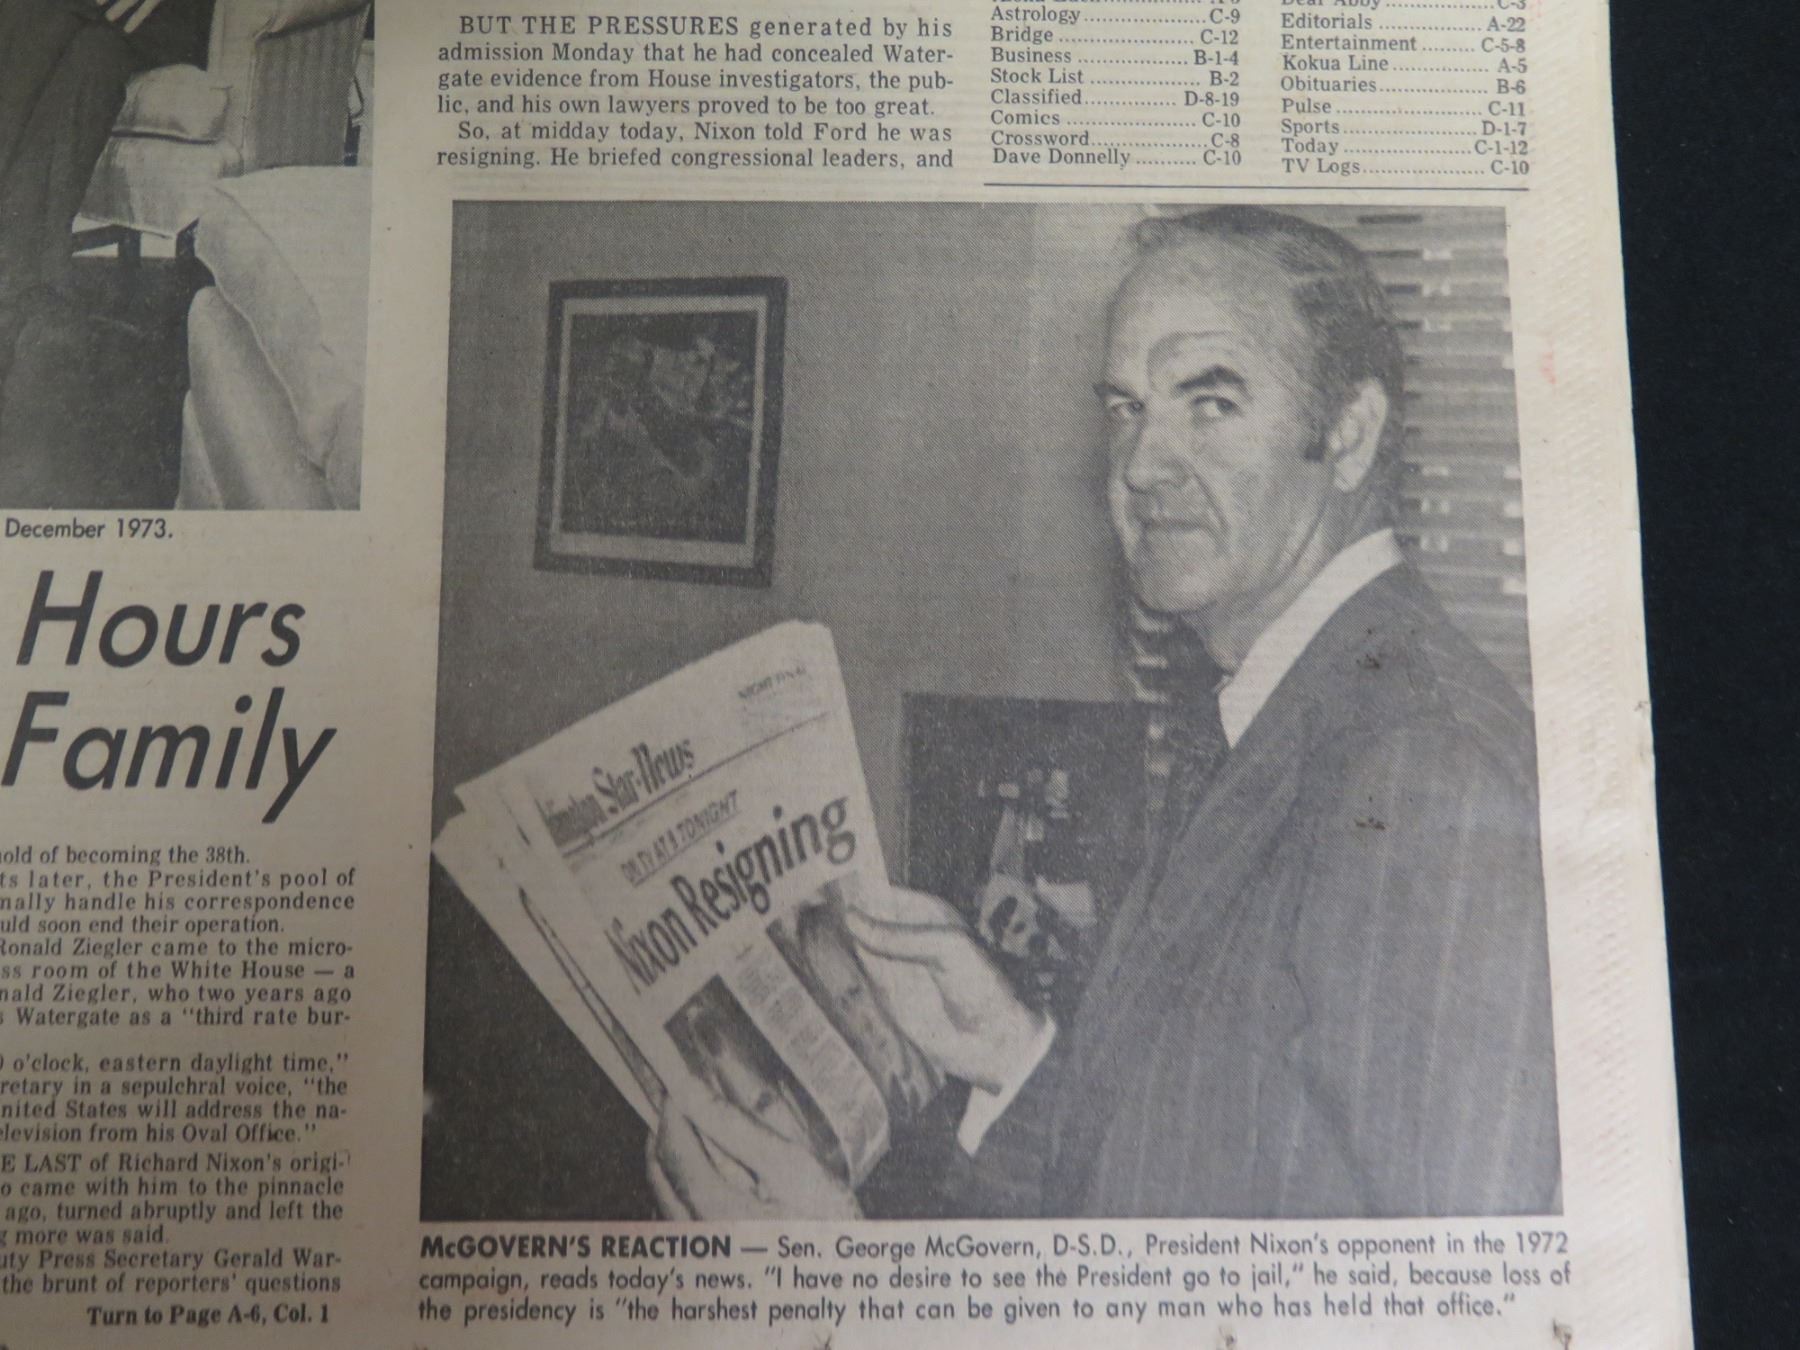 BUT THE PRESSURES generated by his
admission Monday that he had concealed Water-
gate evidence from House investigators, the pub-
lic, and his own lawyers proved to be too great.
So, at midday today, Nixon told Ford he was
resigning. He briefed congressional leaders, and
Astrology C-9
Bridge C-12
Business B-1-4
Stock List B-2
Classified D-8-19
Comics C-10
Crossword C-8
Dave Donnelly C-10
Dear Abby C-3
Editorials A-22
Entertainment C-5-8
Kokua Line A-5
Obituaries B-6
Pulse C-11
Sports D-1-7
Today C-1-12
TV Logs C-10
December 1973.
Hours
Family
old of becoming the 38th.
ts later, the President's pool of
nally handle his correspondence
uld soon end their operation.
Ronald Ziegler came to the micro-
ss room of the White House — a
nald Ziegler, who two years ago
s Watergate as a "third rate bur-
o'clock, eastern daylight time,"
retary in a sepulchral voice, "the
nited States will address the na-
elevision from his Oval Office."
E LAST of Richard Nixon's origi-
o came with him to the pinnacle
ago, turned abruptly and left the
g more was said.
uty Press Secretary Gerald War-
the brunt of reporters' questions
Turn to Page A-6, Col. 1
NIGHT FINAL
Star-News
ON TV AT 9 TONIGHT
Nixon Resigning
McGOVERN'S REACTION — Sen. George McGovern, D-S.D., President Nixon's opponent in the 1972
campaign, reads today's news. "I have no desire to see the President go to jail," he said, because loss of
the presidency is "the harshest penalty that can be given to any man who has held that office."